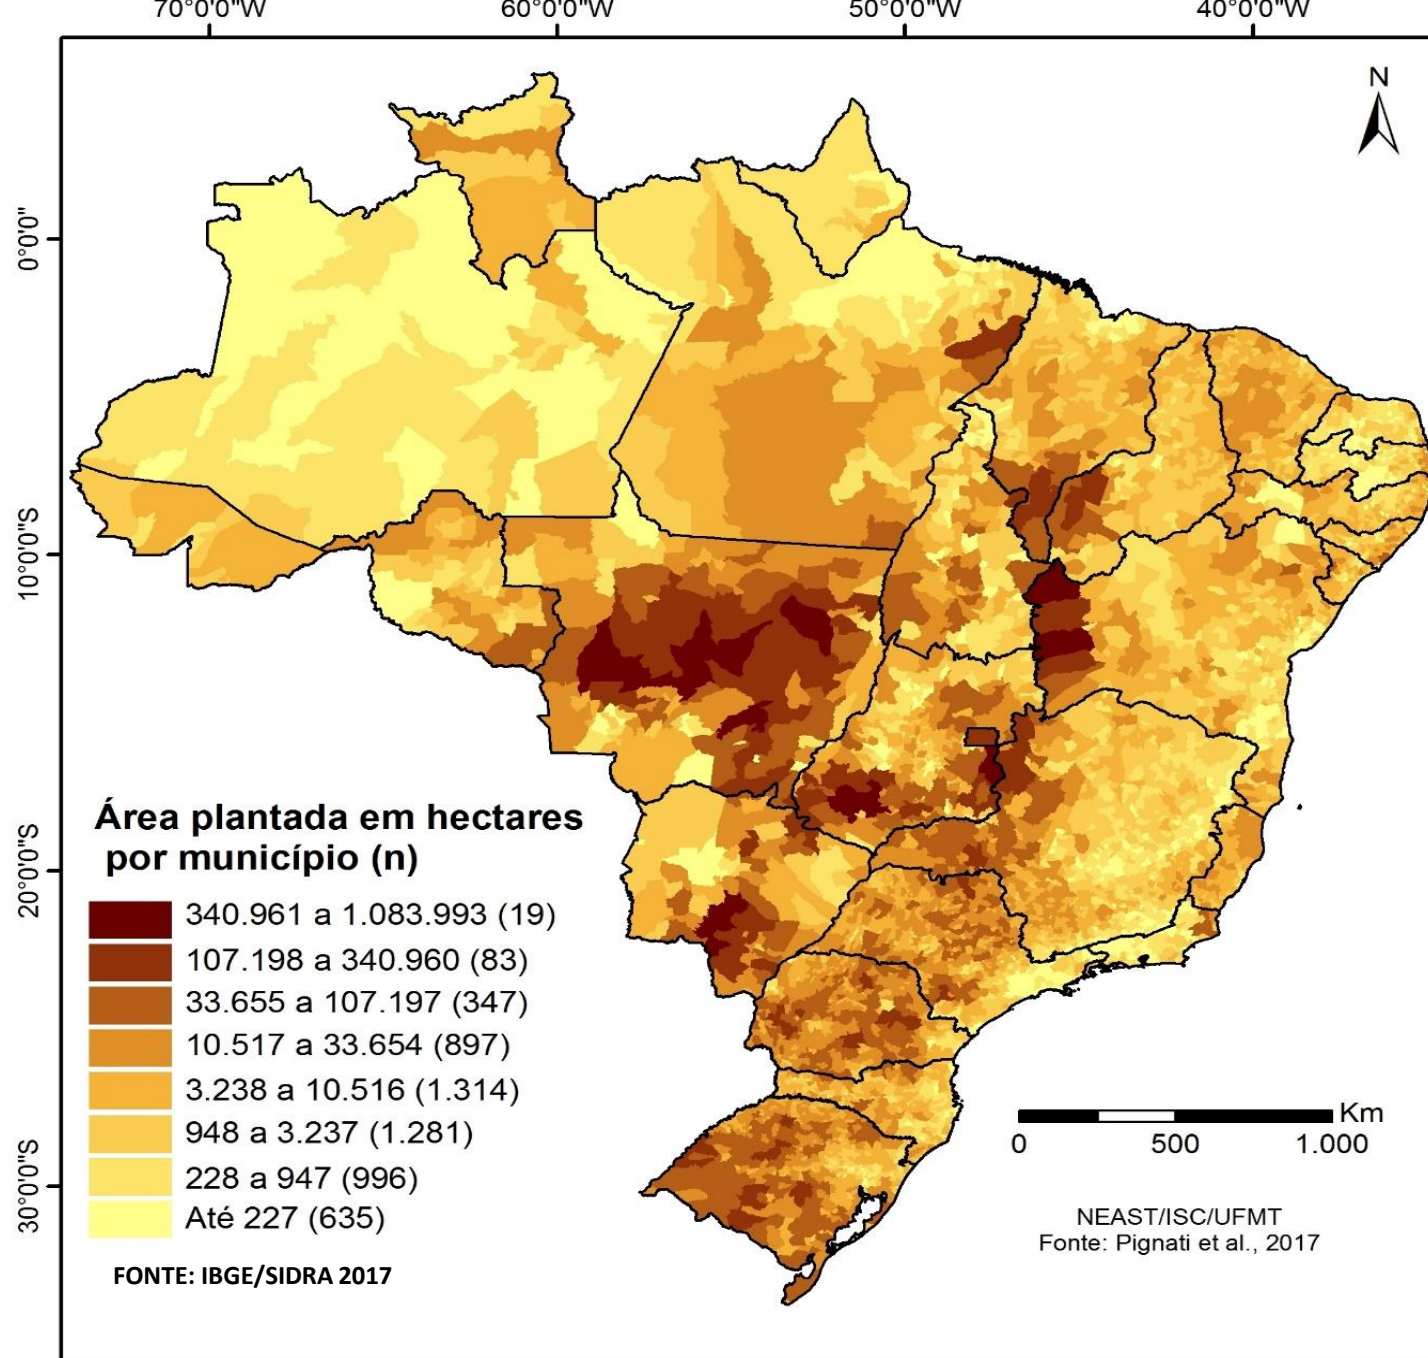 70°0'0"W
60°0'0"W
50°0'0"W
40°0'0"W
N
0°0'0"
10°0'0"S
20°0'0"S
30°0'0"S
Área plantada em hectares
por município (n)
340.961 a 1.083.993 (19)
107.198 a 340.960 (83)
33.655 a 107.197 (347)
10.517 a 33.654 (897)
3.238 a 10.516 (1.314)
948 a 3.237 (1.281)
228 a 947 (996)
Até 227 (635)
FONTE: IBGE/SIDRA 2017
Km
0 500 1.000
NEAST/ISC/UFMT
Fonte: Pignati et al., 2017